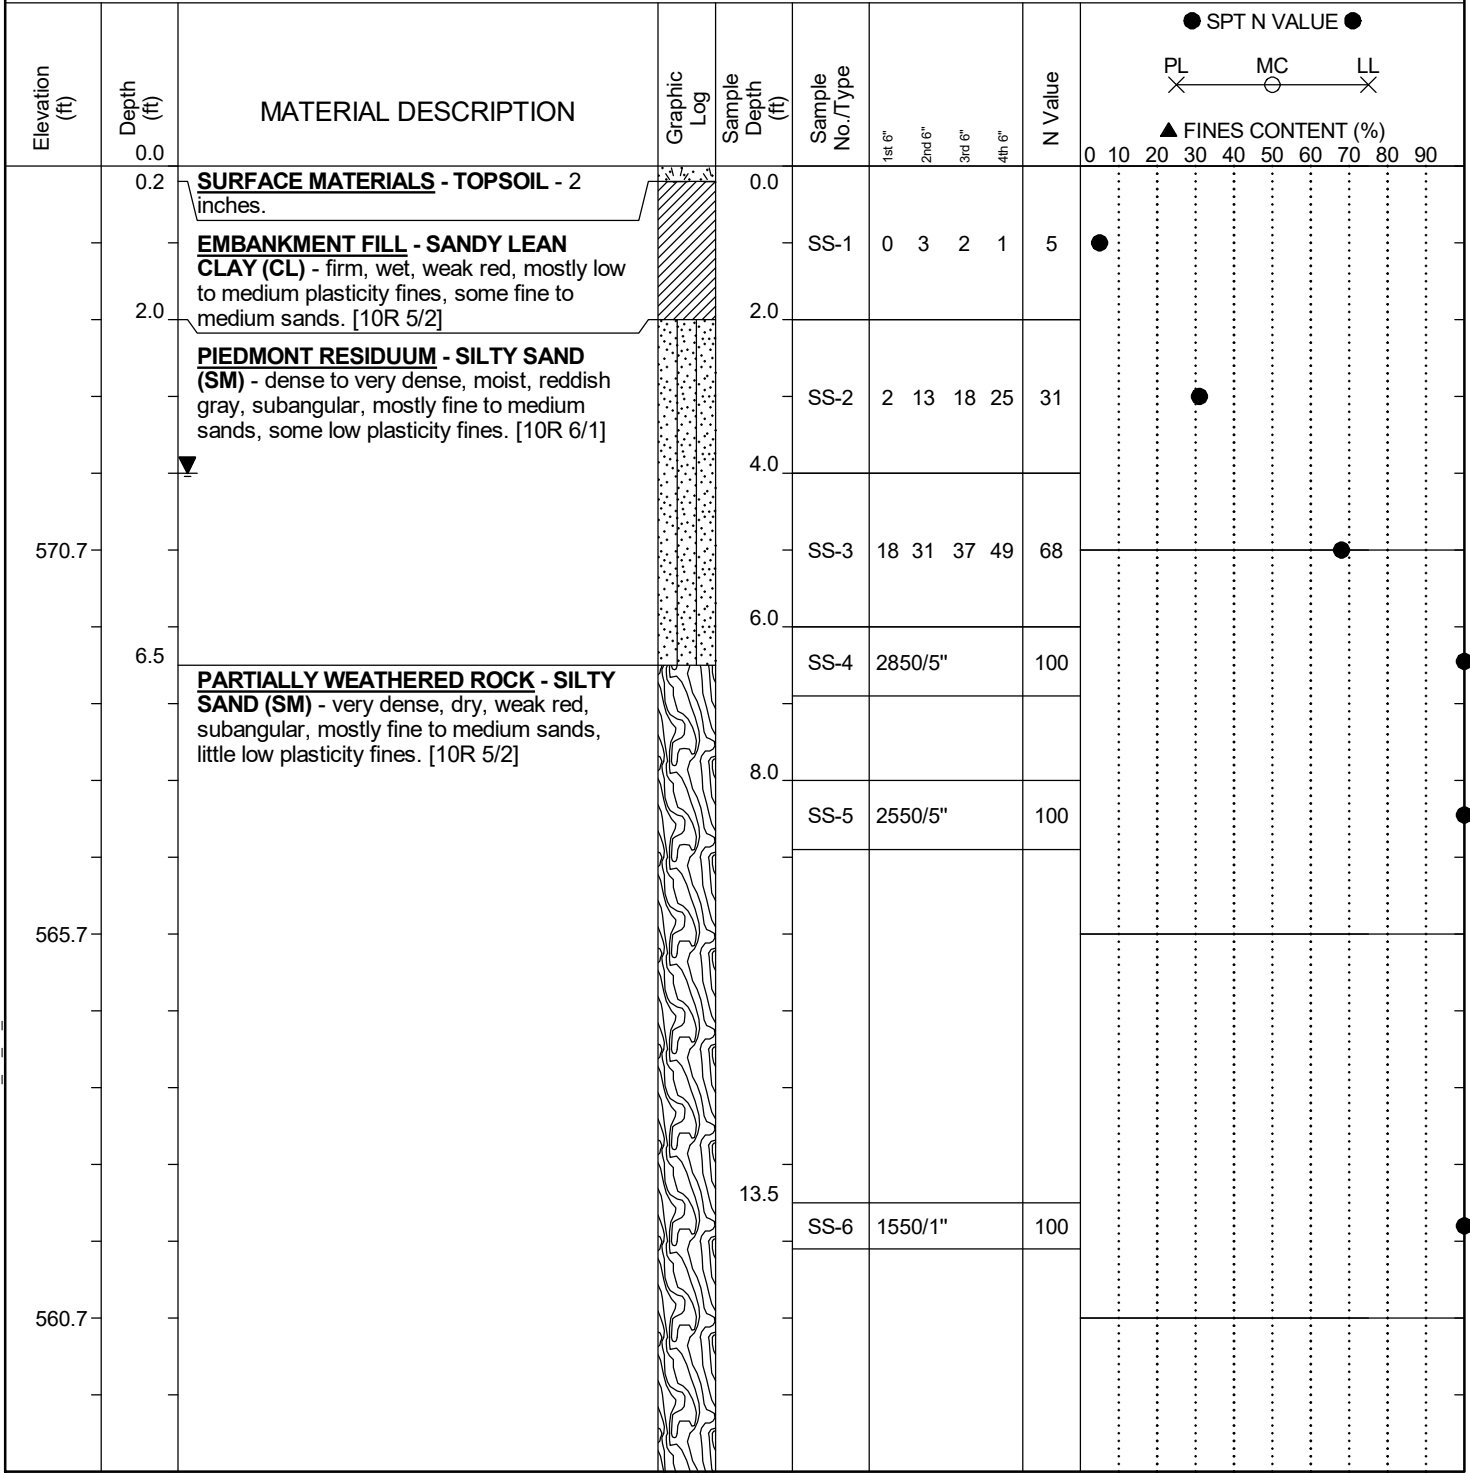 ● SPT N VALUE ●
PL MC LL
▲ FINES CONTENT (%)
0 10 20 30 40 50 60 70 80 90
Elevation
(ft)
Depth
(ft)
0.0
MATERIAL DESCRIPTION
Graphic
Log
Sample
Depth
(ft)
Sample
No./Type
1st 6"
2nd 6"
3rd 6"
4th 6"
N Value
0.2
SURFACE MATERIALS - TOPSOIL - 2
inches.
0.0
EMBANKMENT FILL - SANDY LEAN
CLAY (CL) - firm, wet, weak red, mostly low
to medium plasticity fines, some fine to
medium sands. [10R 5/2]
SS-1 0 3 2 1 5
2.0
2.0
PIEDMONT RESIDUUM - SILTY SAND
(SM) - dense to very dense, moist, reddish
gray, subangular, mostly fine to medium
sands, some low plasticity fines. [10R 6/1]
SS-2 2 13 18 25 31
4.0
570.7
SS-3 18 31 37 49 68
6.0
6.5
SS-4 2850/5" 100
PARTIALLY WEATHERED ROCK - SILTY
SAND (SM) - very dense, dry, weak red,
subangular, mostly fine to medium sands,
little low plasticity fines. [10R 5/2]
8.0
SS-5 2550/5" 100
565.7
13.5
SS-6 1550/1" 100
560.7